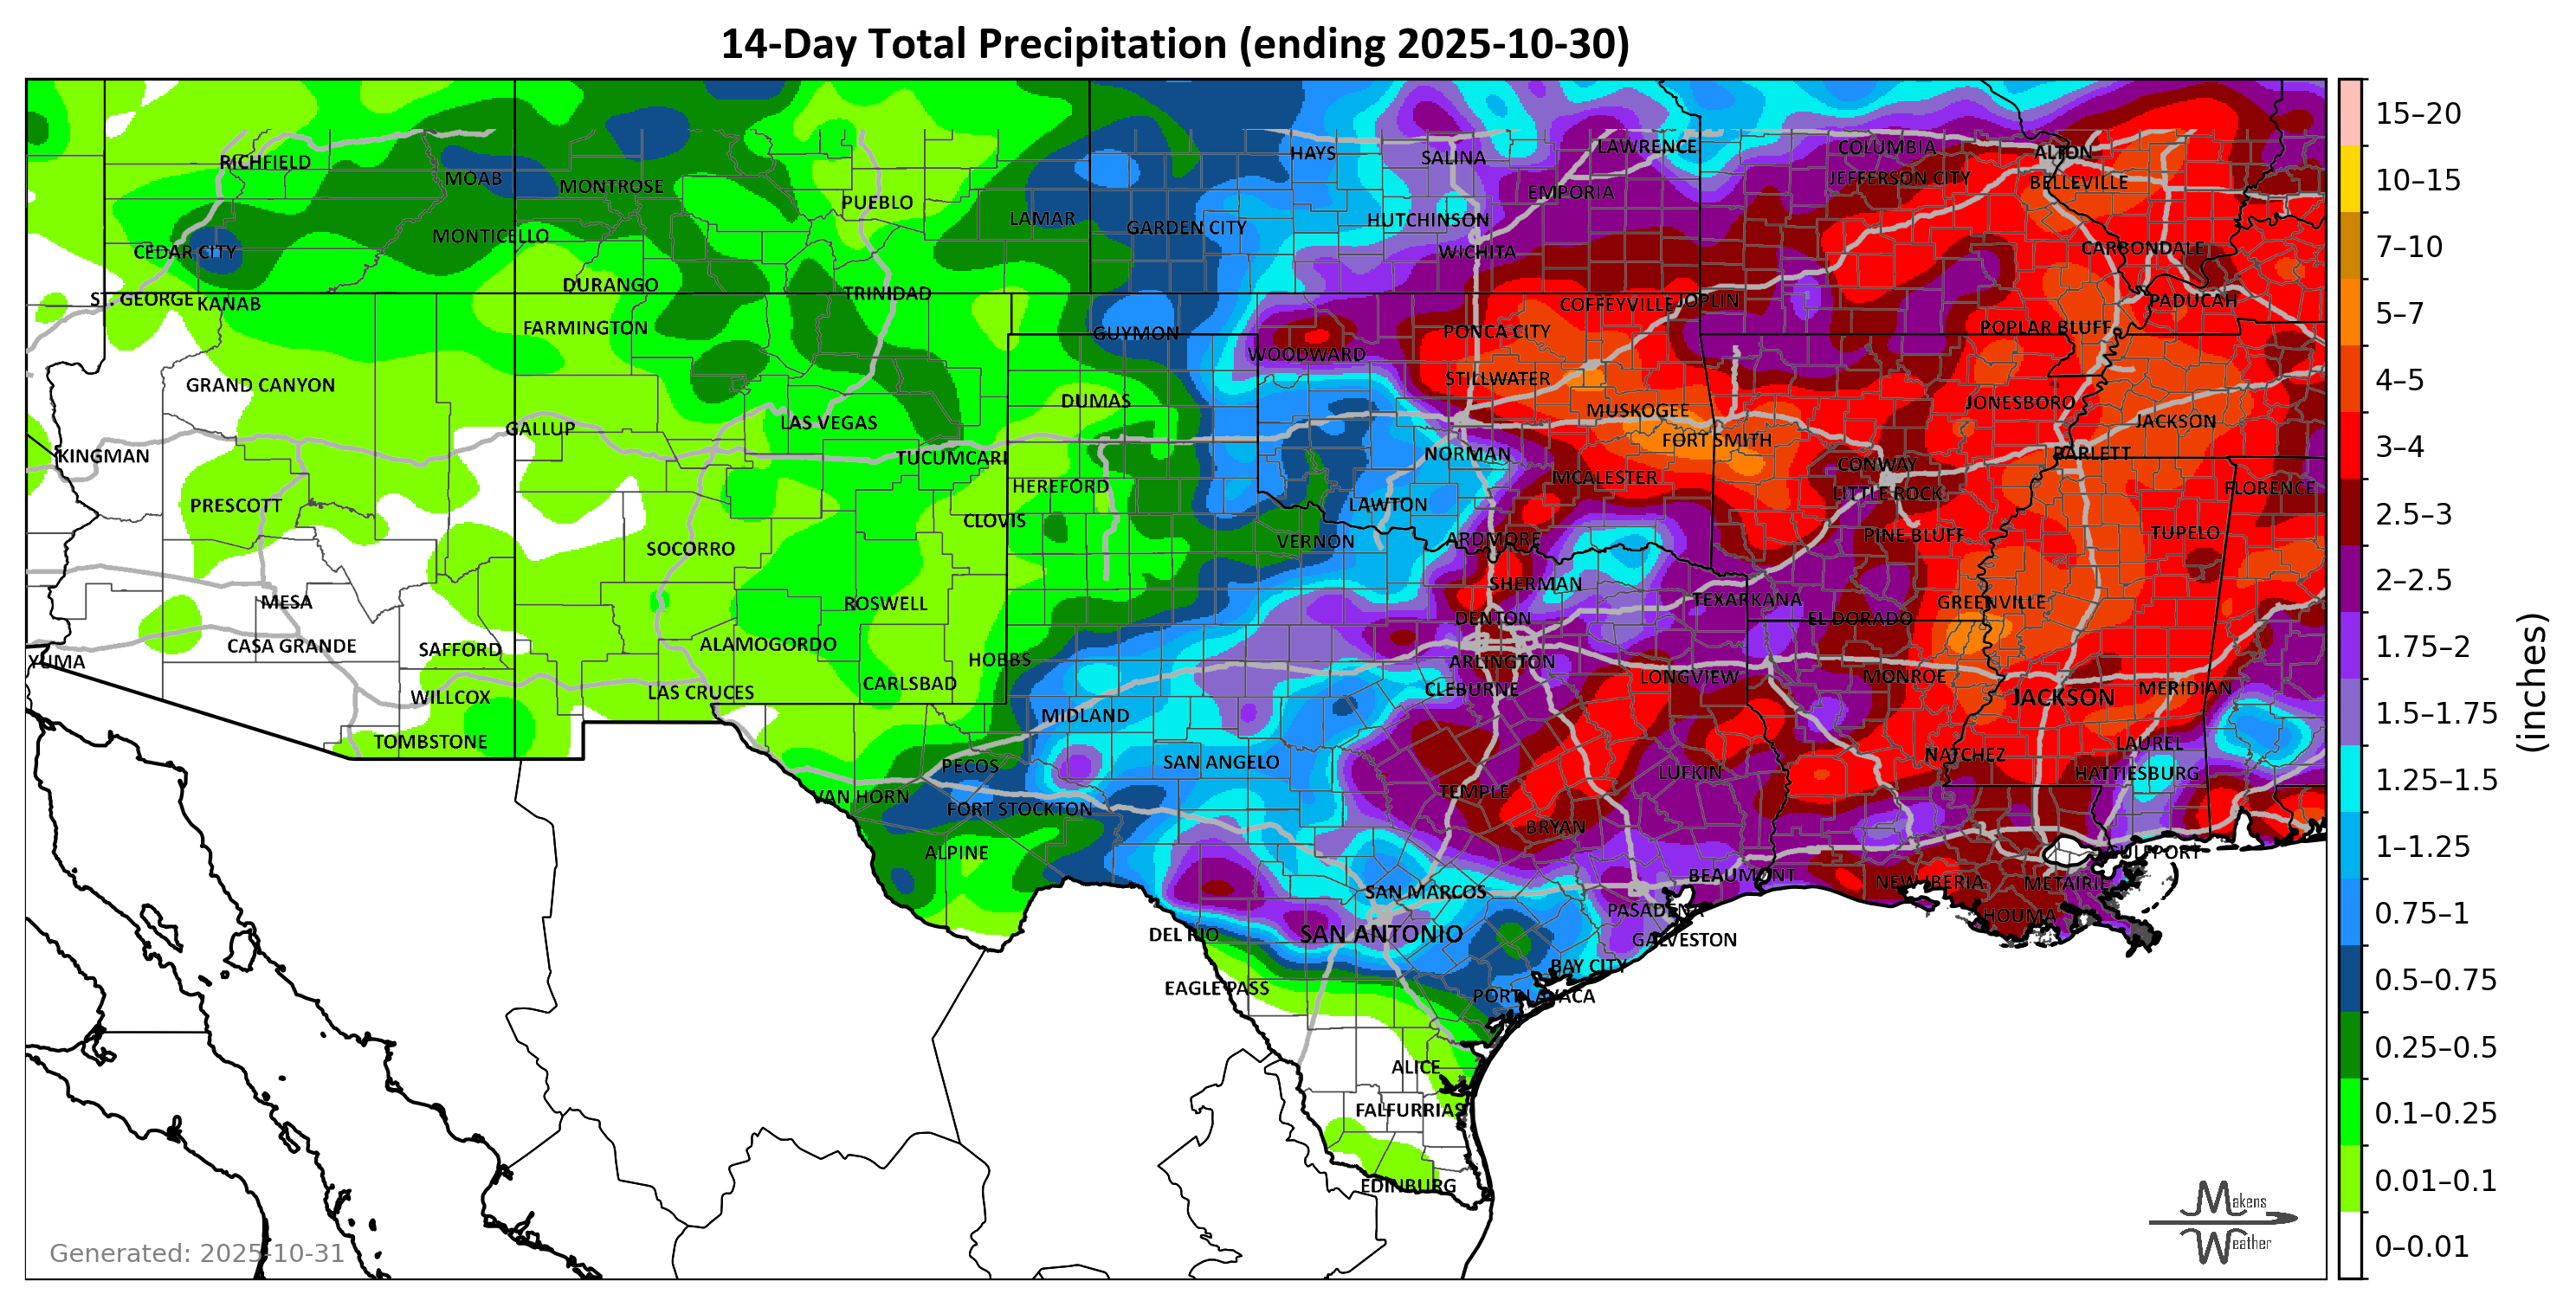 14-Day Total Precipitation (ending 2025-10-30)
RICHFIELD
MOAB
MONTROSE
PUEBLO
LAMAR
HAYS
SALINA
LAWRENCE
COLUMBIA
ALTON
EMPORIA
JEFFERSON CITY
BELLEVILLE
CEDAR CITY
MONTICELLO
GARDEN CITY
HUTCHINSON
WICHITA
CARBONDALE
ST. GEORGE
KANAB
DURANGO
TRINIDAD
COFFEYVILLE
JOPLIN
PADUCAH
FARMINGTON
GUYMON
PONCA CITY
POPLAR BLUFF
WOODWARD
GRAND CANYON
STILLWATER
DUMAS
MUSKOGEE
JONESBORO
GALLUP
LAS VEGAS
FORT SMITH
JACKSON
KINGMAN
TUCUMCARI
NORMAN
CONWAY
BARLETT
PRESCOTT
HEREFORD
LAWTON
MCALESTER
LITTLE ROCK
FLORENCE
CLOVIS
SOCORRO
VERNON
ARDMORE
PINE BLUFF
TUPELO
MESA
ROSWELL
SHERMAN
TEXARKANA
GREENVILLE
DENTON
EL DORADO
CASA GRANDE
SAFFORD
ALAMOGORDO
YUMA
HOBBS
ARLINGTON
LONGVIEW
MONROE
WILLCOX
LAS CRUCES
CARLSBAD
CLEBURNE
JACKSON
MERIDIAN
TOMBSTONE
MIDLAND
NATCHEZ
LAUREL
PECOS
SAN ANGELO
LUFKIN
HATTIESBURG
VAN HORN
FORT STOCKTON
TEMPLE
BRYAN
ALPINE
GULFPORT
SAN MARCOS
BEAUMONT
NEW IBERIA
METAIRIE
PASADENA
HOUMA
DEL RIO
SAN ANTONIO
GALVESTON
BAY CITY
EAGLE PASS
PORT LAVACA
ALICE
FALFURRIAS
EDINBURG
Generated: 2025-10-31
Makens
Weather
15–20
10–15
7–10
5–7
4–5
3–4
2.5–3
2–2.5
1.75–2
1.5–1.75
1.25–1.5
1–1.25
0.75–1
0.5–0.75
0.25–0.5
0.1–0.25
0.01–0.1
0–0.01
(inches)